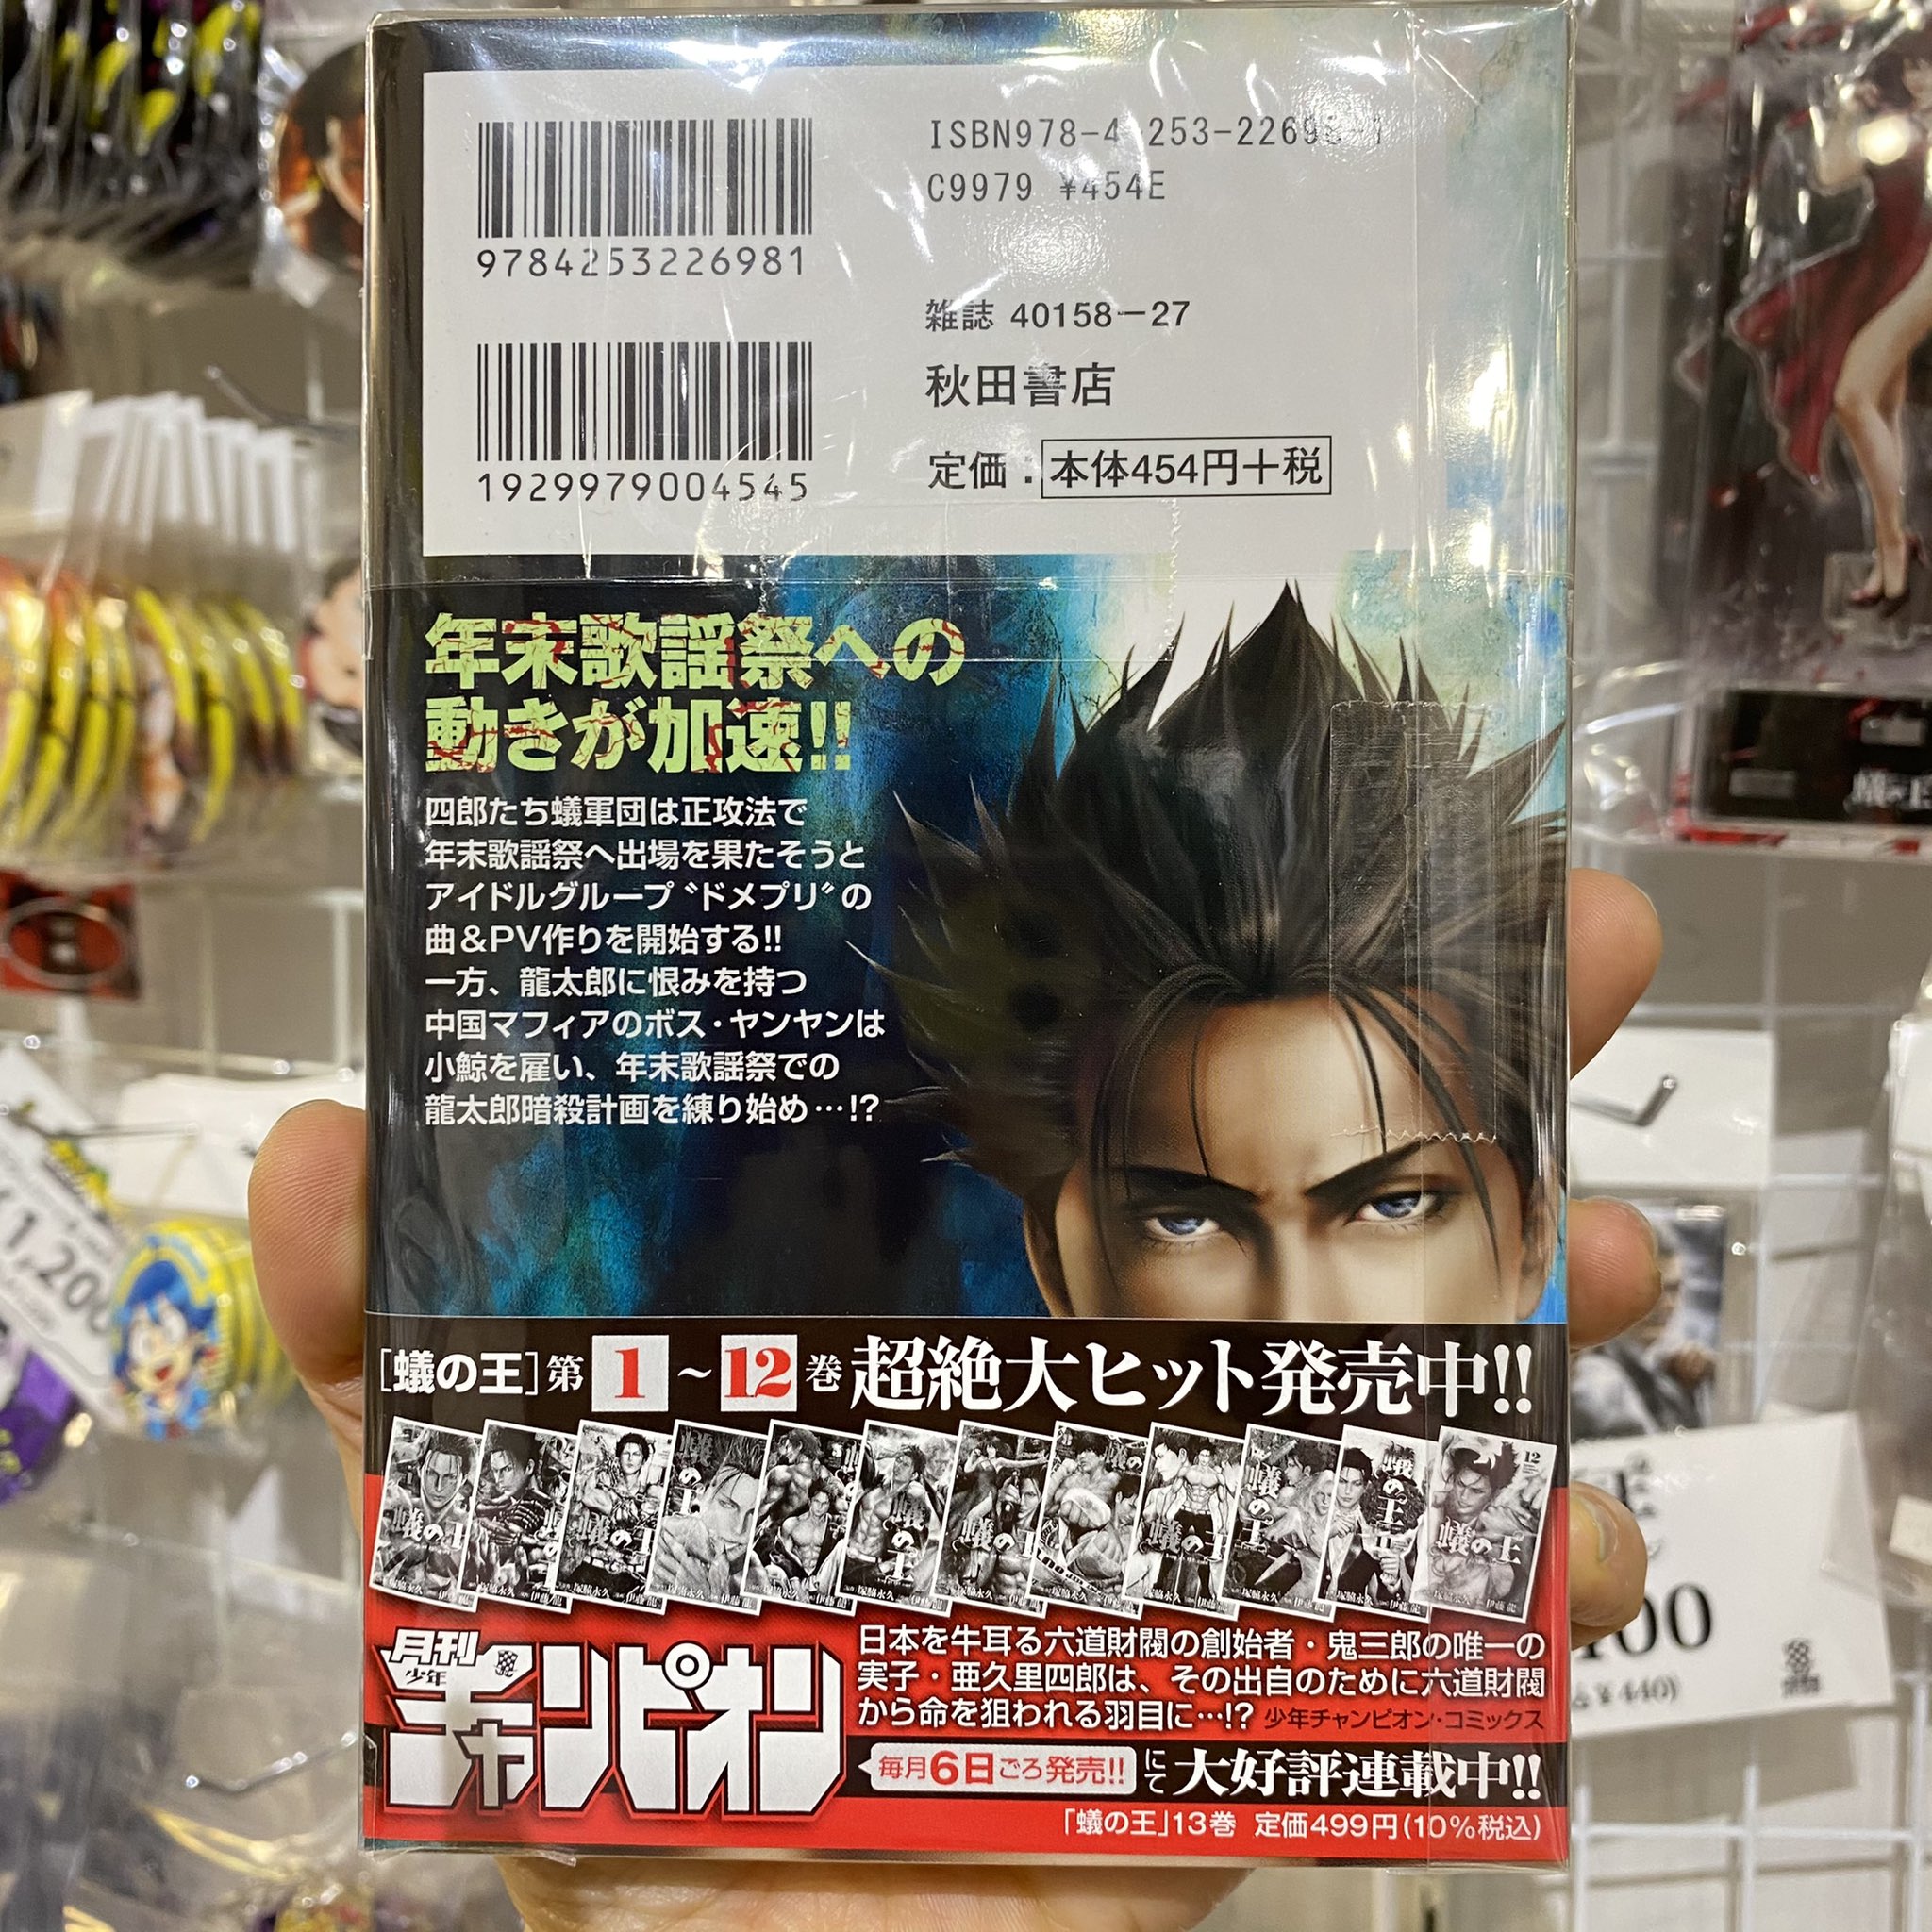 ISBN978-4-253-22698-1
C9979 ¥454E
9784253226981
雑誌 40158-27
秋田書店
1929979004545
定価:本体454円+税
年末歌謡祭への
動きが加速!!
四郎たち蟻軍団は正攻法で
年末歌謡祭へ出場を果たそうと
アイドルグループ〝ドメプリ〞の
曲&PV作りを開始する!!
一方、龍太郎に恨みを持つ
中国マフィアのボス・ヤンヤンは
小鯨を雇い、年末歌謡祭での
龍太郎暗殺計画を練り始め…!?
[蟻の王]第1~12巻 超絶大ヒット発売中!!
12
蟻の王
月刊
少年
チャンピオン
日本を牛耳る六道財閥の創始者・鬼三郎の唯一の
実子・亜久里四郎は、その出自のために六道財閥
から命を狙われる羽目に…!? 少年チャンピオン・コミックス
毎月6日ごろ発売!! にて 大好評連載中!!
「蟻の王」13巻 定価499円(10%税込)
1,200
¥440)